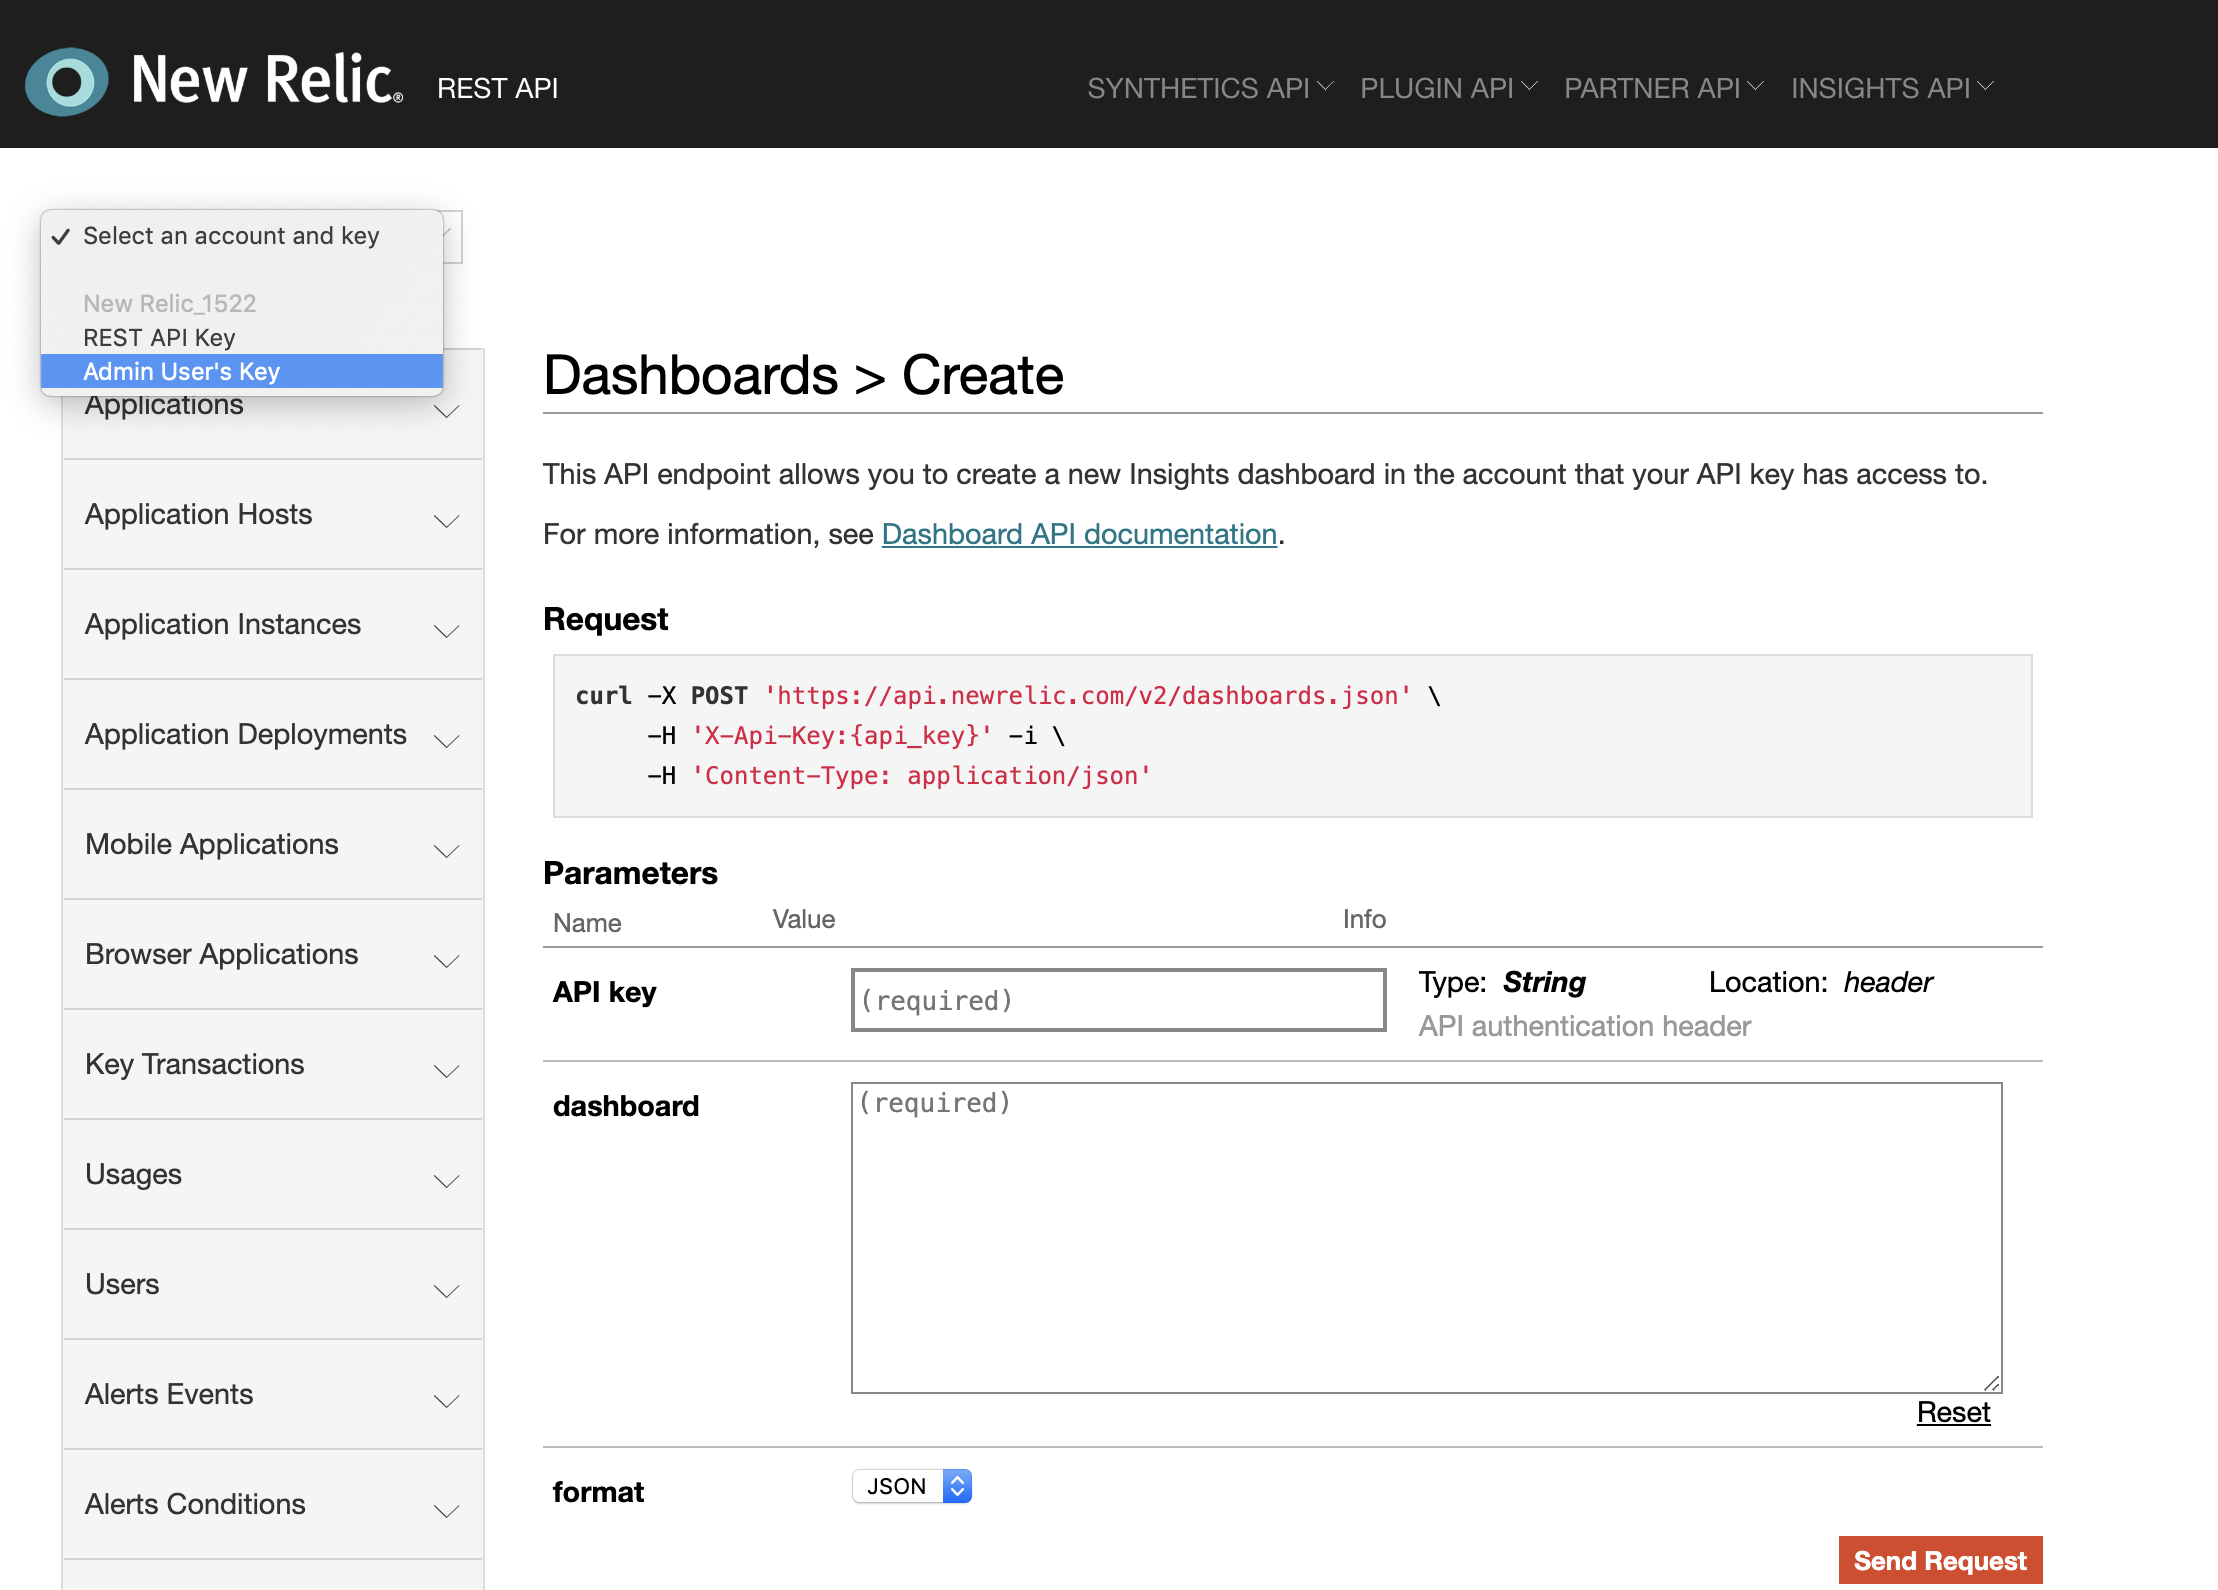 New Relic® REST API
SYNTHETICS API PLUGIN API PARTNER API INSIGHTS API
✓ Select an account and key
New Relic_1522
REST API Key
Admin User's Key
Applications
Application Hosts
Application Instances
Application Deployments
Mobile Applications
Browser Applications
Key Transactions
Usages
Users
Alerts Events
Alerts Conditions
Dashboards > Create
This API endpoint allows you to create a new Insights dashboard in the account that your API key has access to.
For more information, see Dashboard API documentation.
Request
curl -X POST 'https://api.newrelic.com/v2/dashboards.json' \
-H 'X-Api-Key:{api_key}' -i \
-H 'Content-Type: application/json'
Parameters
Name Value Info
API key (required) Type: String Location: header
API authentication header
dashboard (required)
Reset
format JSON
Send Request